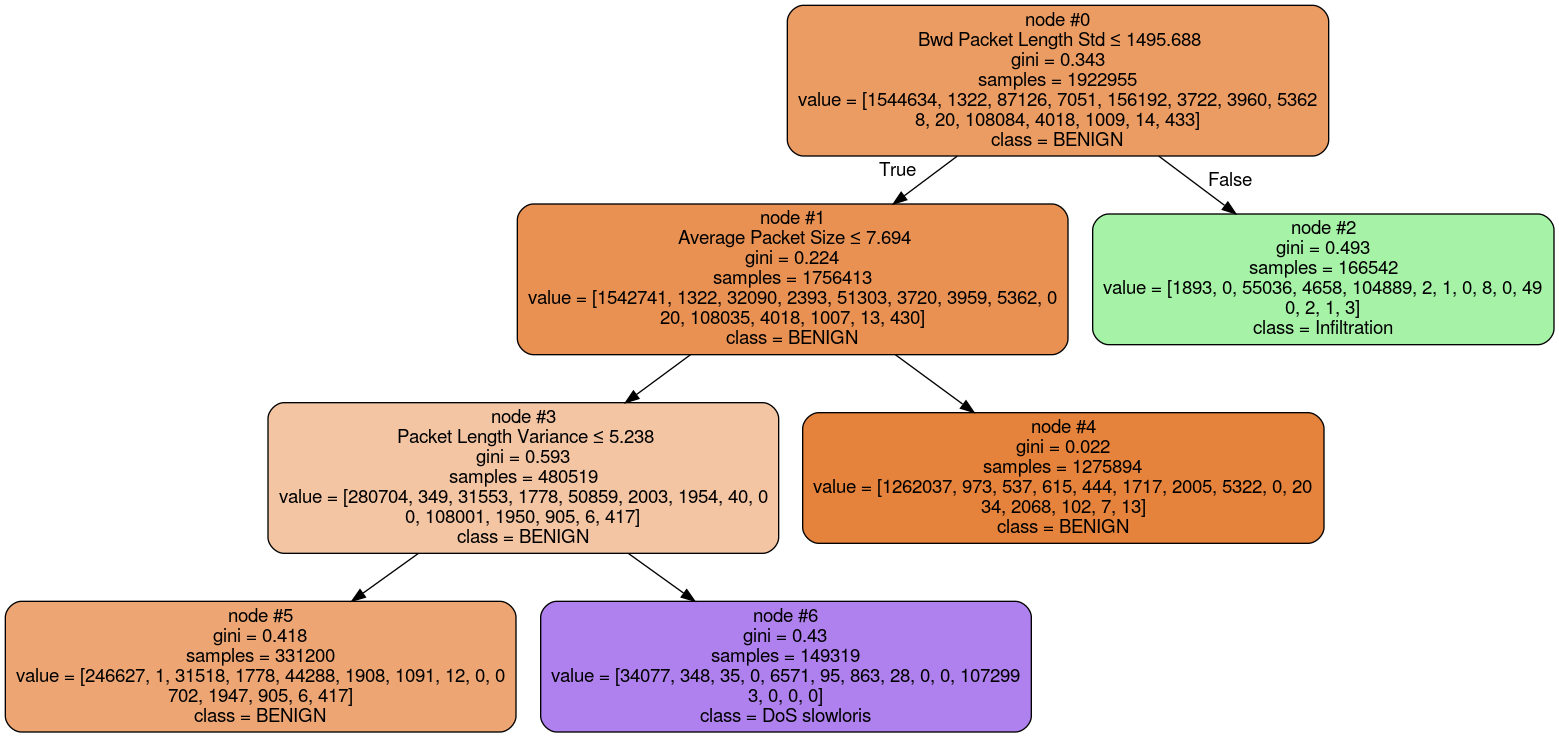 node #0
Bwd Packet Length Std ≤ 1495.688
gini = 0.343
samples = 1922955
value = [1544634, 1322, 87126, 7051, 156192, 3722, 3960, 5362
8, 20, 108084, 4018, 1009, 14, 433]
class = BENIGN
True
False
node #1
Average Packet Size ≤ 7.694
gini = 0.224
samples = 1756413
value = [1542741, 1322, 32090, 2393, 51303, 3720, 3959, 5362, 0
20, 108035, 4018, 1007, 13, 430]
class = BENIGN
node #2
gini = 0.493
samples = 166542
value = [1893, 0, 55036, 4658, 104889, 2, 1, 0, 8, 0, 49
0, 2, 1, 3]
class = Infiltration
node #3
Packet Length Variance ≤ 5.238
gini = 0.593
samples = 480519
value = [280704, 349, 31553, 1778, 50859, 2003, 1954, 40, 0
0, 108001, 1950, 905, 6, 417]
class = BENIGN
node #4
gini = 0.022
samples = 1275894
value = [1262037, 973, 537, 615, 444, 1717, 2005, 5322, 0, 20
34, 2068, 102, 7, 13]
class = BENIGN
node #5
gini = 0.418
samples = 331200
value = [246627, 1, 31518, 1778, 44288, 1908, 1091, 12, 0, 0
702, 1947, 905, 6, 417]
class = BENIGN
node #6
gini = 0.43
samples = 149319
value = [34077, 348, 35, 0, 6571, 95, 863, 28, 0, 0, 107299
3, 0, 0, 0]
class = DoS slowloris